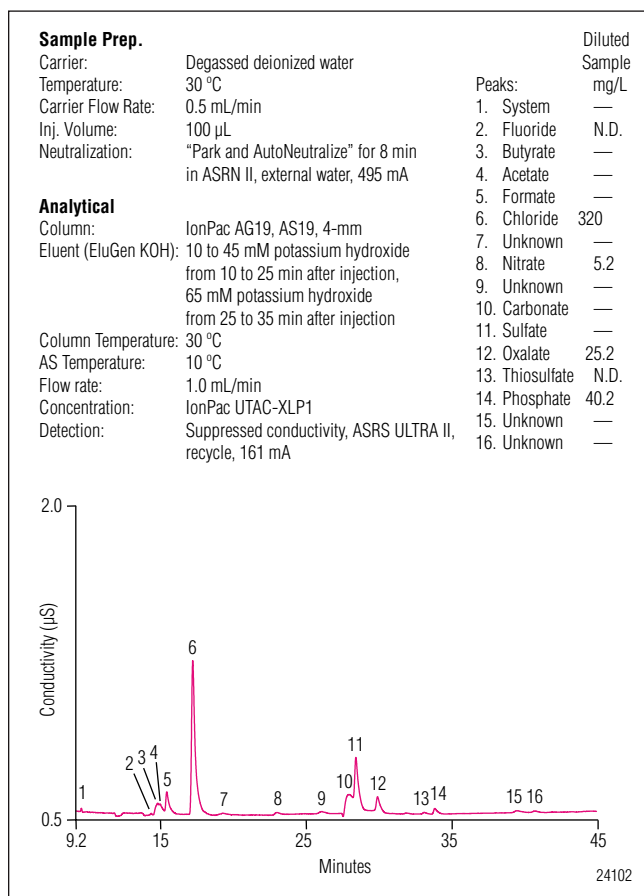 Sample Prep.
Carrier: Degassed deionized water
Temperature: 30 ºC
Carrier Flow Rate: 0.5 mL/min
Inj. Volume: 100 µL
Neutralization: “Park and AutoNeutralize” for 8 min
in ASRN II, external water, 495 mA
Analytical
Column: IonPac AG19, AS19, 4-mm
Eluent (EluGen KOH): 10 to 45 mM potassium hydroxide
from 10 to 25 min after injection,
65 mM potassium hydroxide
from 25 to 35 min after injection
Column Temperature: 30 ºC
AS Temperature: 10 ºC
Flow rate: 1.0 mL/min
Concentration: IonPac UTAC-XLP1
Detection: Suppressed conductivity, ASRS ULTRA II,
recycle, 161 mA
Diluted
Sample
Peaks: mg/L
1. System —
2. Fluoride N.D.
3. Butyrate —
4. Acetate —
5. Formate —
6. Chloride 320
7. Unknown —
8. Nitrate 5.2
9. Unknown —
10. Carbonate —
11. Sulfate —
12. Oxalate 25.2
13. Thiosulfate N.D.
14. Phosphate 40.2
15. Unknown —
16. Unknown —
2.0
Conductivity (µS)
0.5
1
2
3
4
5
6
7
8
9
10
11
12
13
14
15
16
9.2 15 25 35 45
Minutes
24102